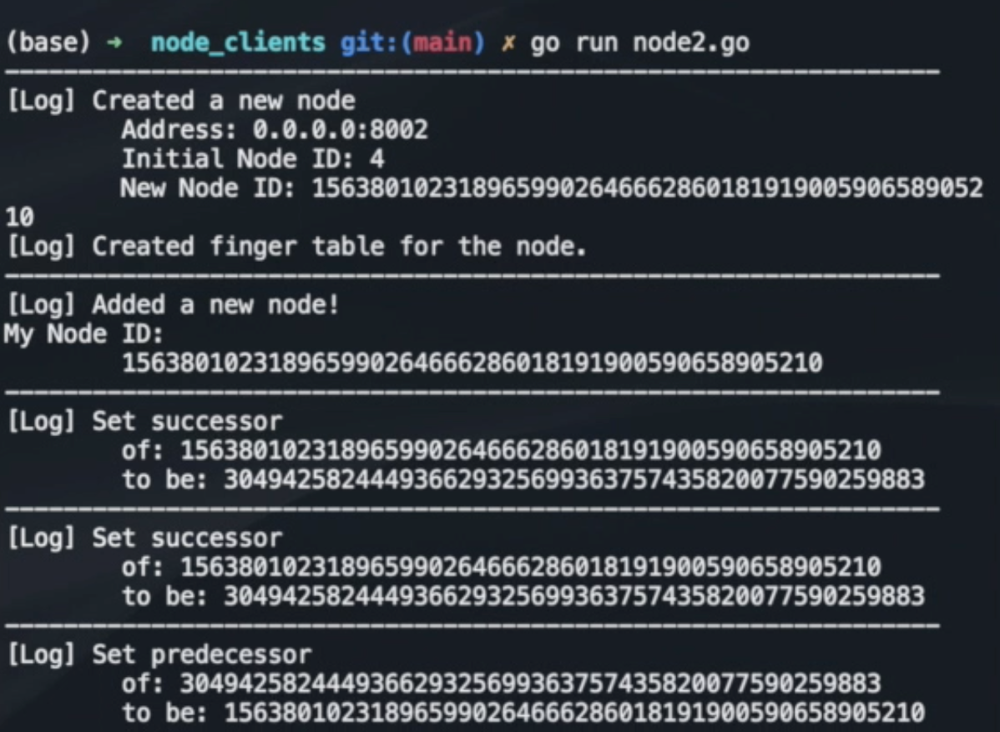 (base) → node_clients git:(main) ✗ go run node2.go
[Log] Created a new node
Address: 0.0.0.0:8002
Initial Node ID: 4
New Node ID: 1563801023189659902646662860181919005906589052
10
[Log] Created finger table for the node.
[Log] Added a new node!
My Node ID:
156380102318965990264666286018191900590658905210
[Log] Set successor
of: 156380102318965990264666286018191900590658905210
to be: 304942582444936629325699363757435820077590259883
[Log] Set successor
of: 156380102318965990264666286018191900590658905210
to be: 304942582444936629325699363757435820077590259883
[Log] Set predecessor
of: 304942582444936629325699363757435820077590259883
to be: 156380102318965990264666286018191900590658905210